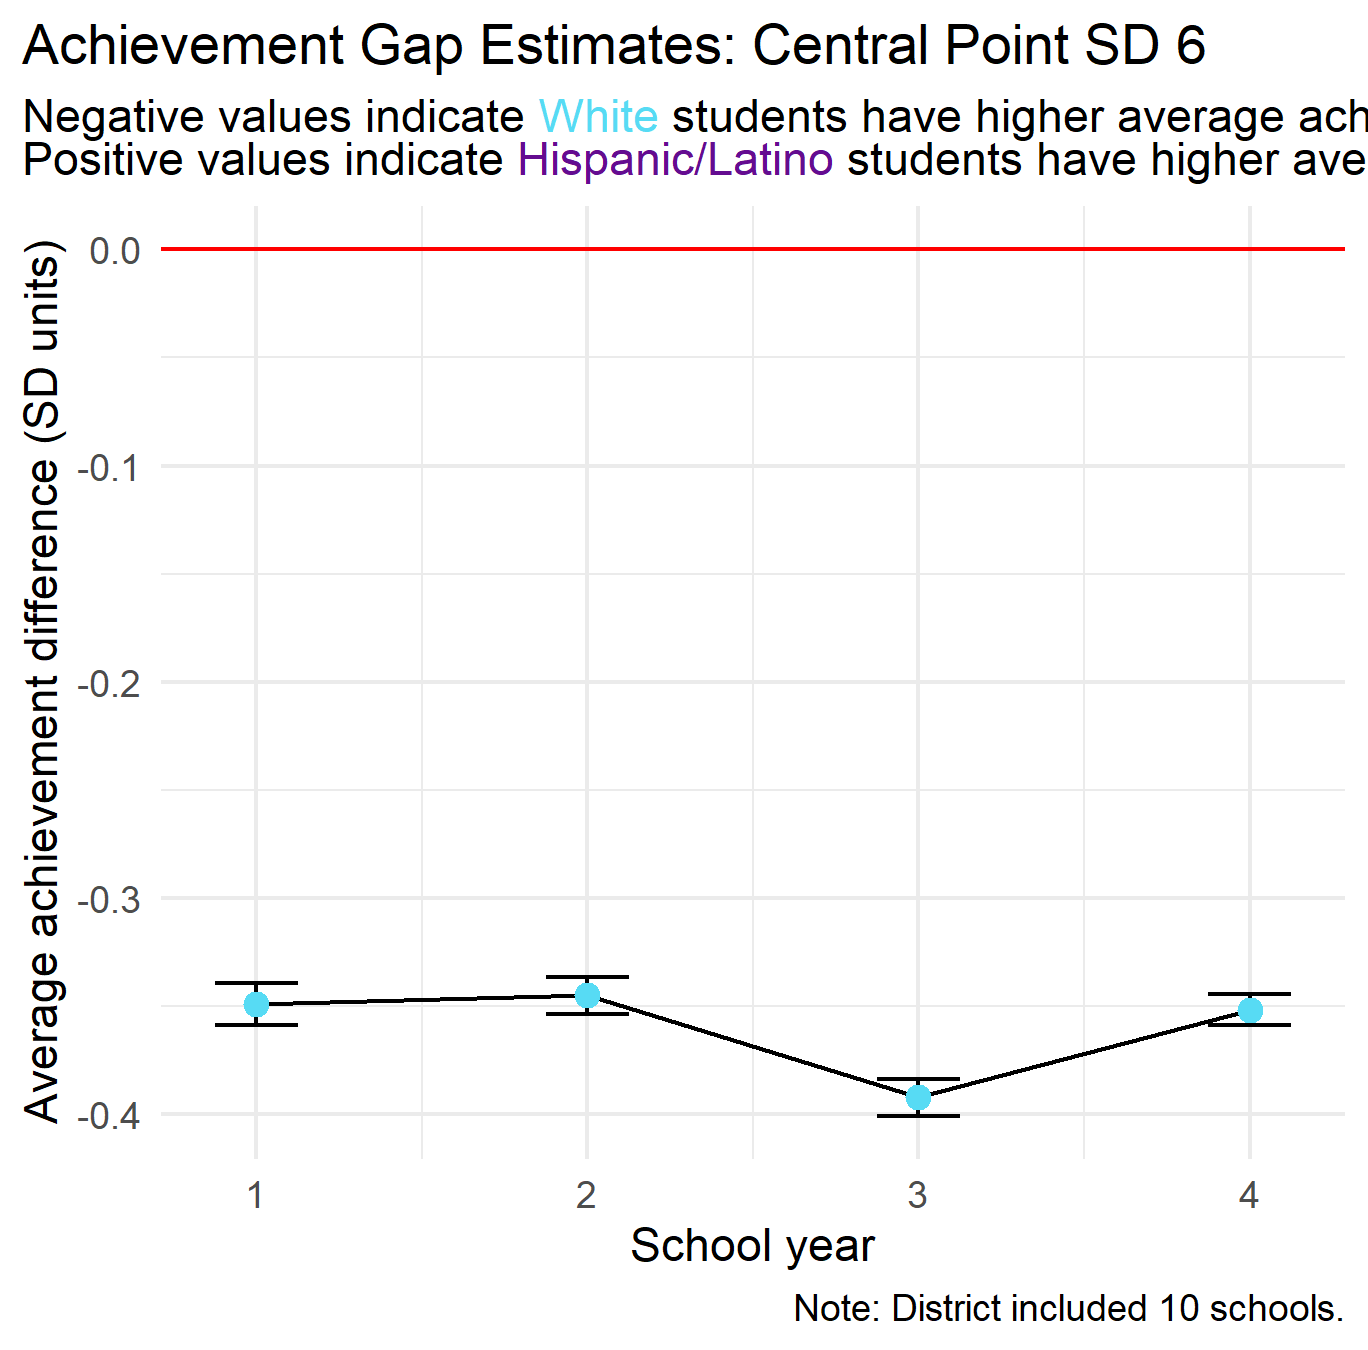 Achievement Gap Estimates: Central Point SD 6
Negative values indicate White students have higher average ach
Positive values indicate Hispanic/Latino students have higher ave
Average achievement difference (SD units)
0.0
-0.1
-0.2
-0.3
-0.4
1 2 3 4
School year
Note: District included 10 schools.